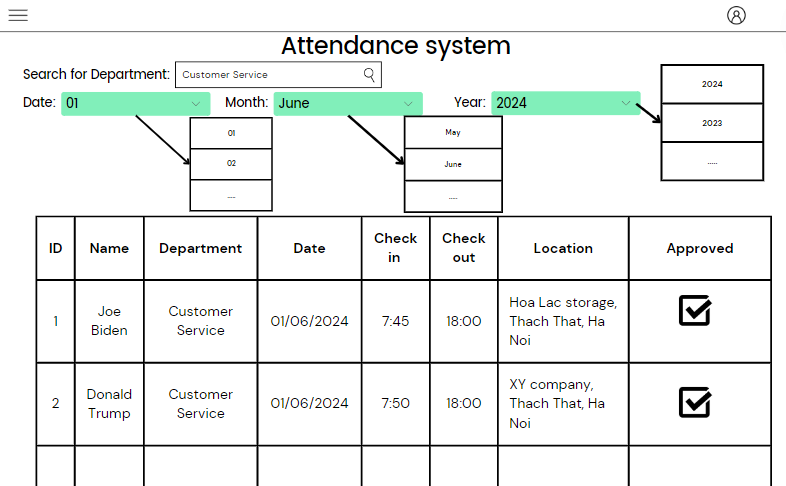 Attendance system
Search for Department: Customer Service
Date: 01 Month: June Year: 2024
2024
2023
.....
01
02
....
May
June
.....
ID Name Department Date Check in Check out Location Approved
1 Joe Biden Customer Service 01/06/2024 7:45 18:00 Hoa Lac storage, Thach That, Ha Noi
2 Donald Trump Customer Service 01/06/2024 7:50 18:00 XY company, Thach That, Ha Noi